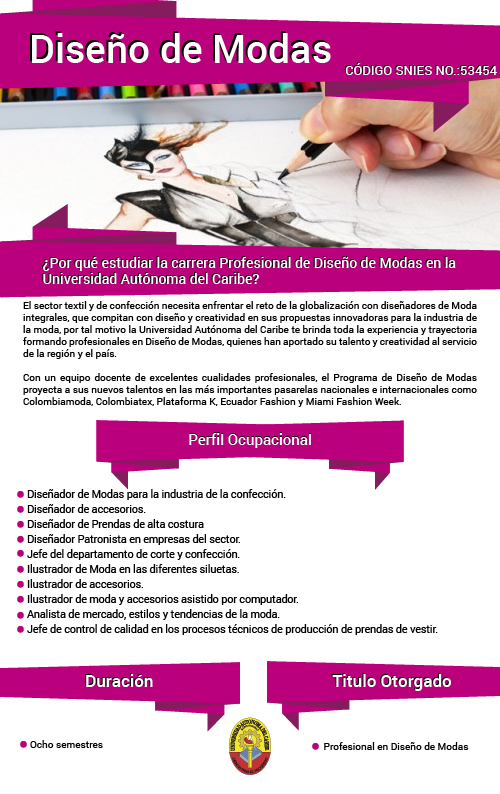 Diseño de Modas
CÓDIGO SNIES NO.:53454
¿Por qué estudiar la carrera Profesional de Diseño de Modas en la
Universidad Autónoma del Caribe?
El sector textil y de confección necesita enfrentar el reto de la globalización con diseñadores de Moda
integrales, que compitan con diseño y creatividad en sus propuestas innovadoras para la industria de
la moda, por tal motivo la Universidad Autónoma del Caribe te brinda toda la experiencia y trayectoria
formando profesionales en Diseño de Modas, quienes han aportado su talento y creatividad al servicio
de la región y el país.
Con un equipo docente de excelentes cualidades profesionales, el Programa de Diseño de Modas
proyecta a sus nuevos talentos en las más importantes pasarelas nacionales e internacionales como
Colombiamoda, Colombiatex, Plataforma K, Ecuador Fashion y Miami Fashion Week.
Perfil Ocupacional
Diseñador de Modas para la industria de la confección.
Diseñador de accesorios.
Diseñador de Prendas de alta costura
Diseñador Patronista en empresas del sector.
Jefe del departamento de corte y confección.
Ilustrador de Moda en las diferentes siluetas.
Ilustrador de accesorios.
Ilustrador de moda y accesorios asistido por computador.
Analista de mercado, estilos y tendencias de la moda.
Jefe de control de calidad en los procesos técnicos de producción de prendas de vestir.
Duración
Titulo Otorgado
Ocho semestres
Profesional en Diseño de Modas